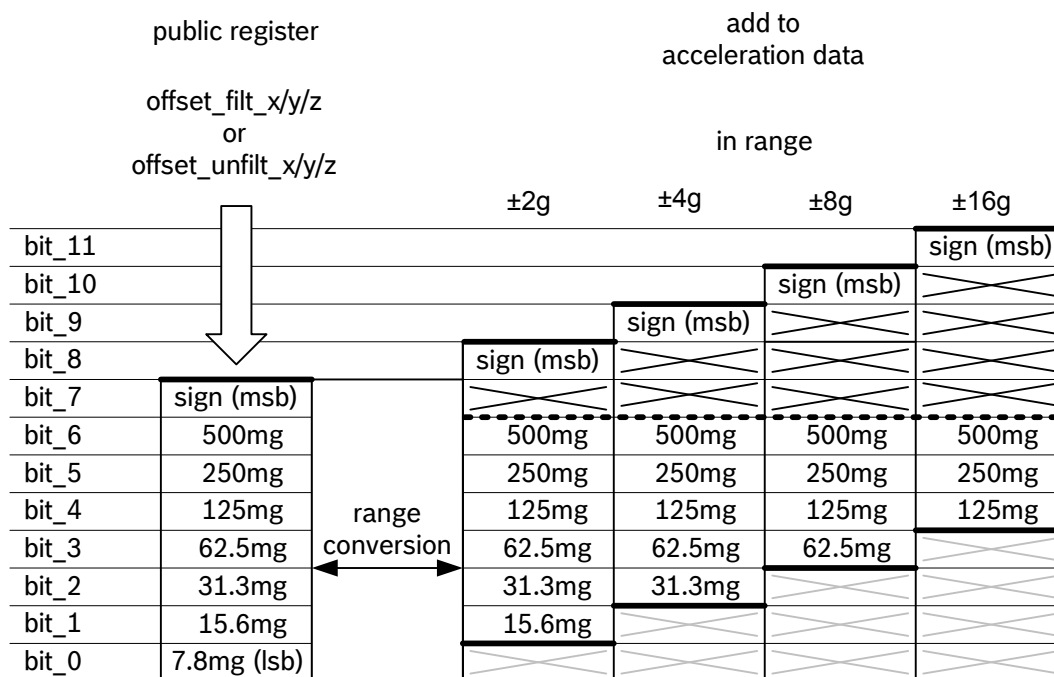 public register
add to
acceleration data
offset_filt_x/y/z
or
offset_unfilt_x/y/z
in range
±2g ±4g ±8g ±16g
bit_11 sign (msb)
bit_10 sign (msb)
bit_9 sign (msb)
bit_8 sign (msb)
bit_7 sign (msb)
bit_6 500mg 500mg 500mg 500mg 500mg
bit_5 250mg 250mg 250mg 250mg 250mg
bit_4 125mg 125mg 125mg 125mg 125mg
range
conversion
bit_3 62.5mg 62.5mg 62.5mg 62.5mg
bit_2 31.3mg 31.3mg 31.3mg
bit_1 15.6mg 15.6mg
bit_0 7.8mg (lsb)